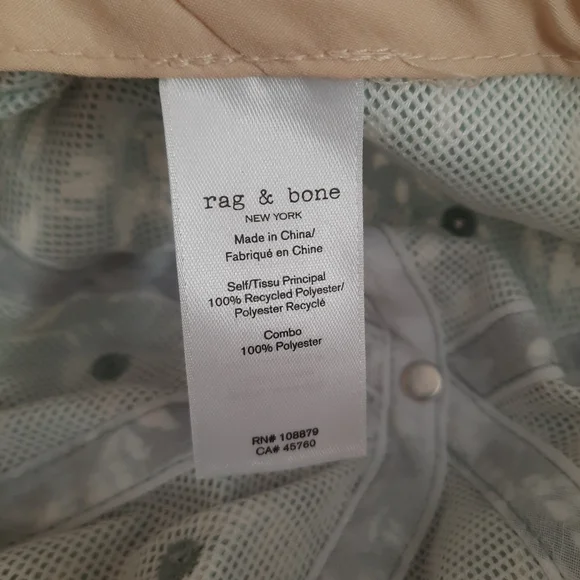 rag & bone
NEW YORK
Made in China/
Fabriqué en Chine
Self/Tissu Principal
100% Recycled Polyester/
Polyester Recyclé
Combo
100% Polyester
RN# 108879
CA# 45760